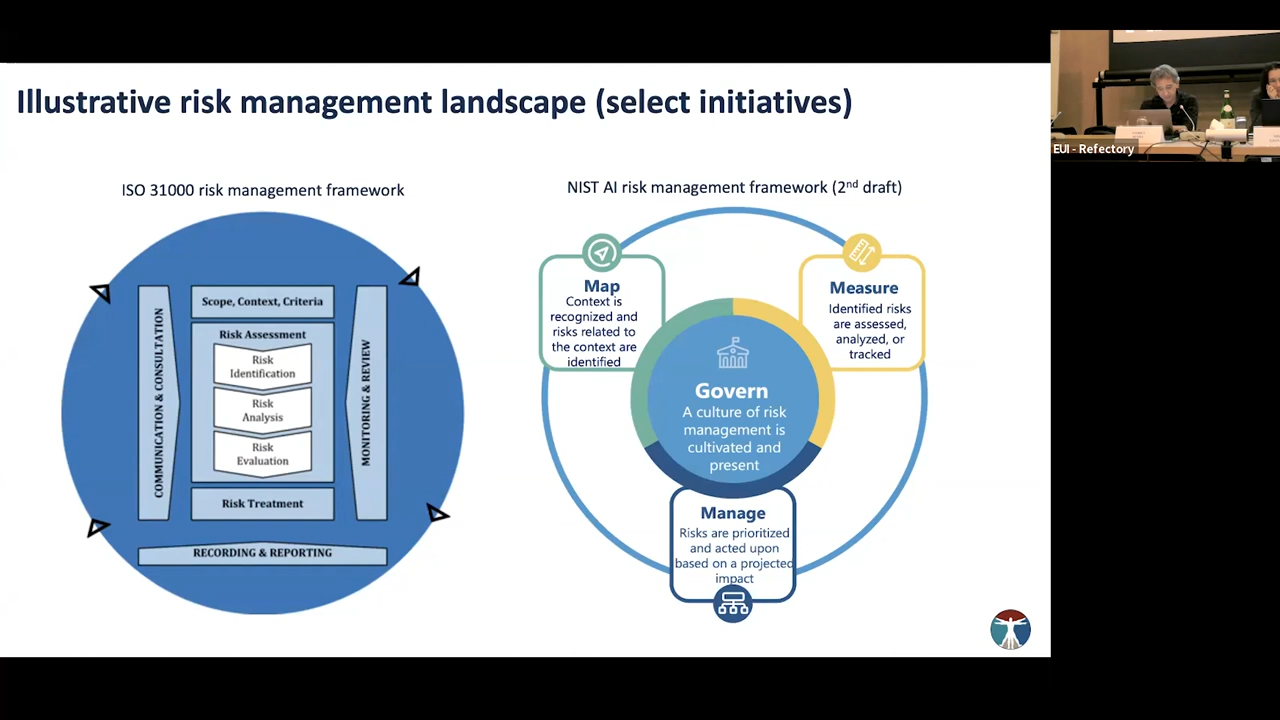 Illustrative risk management landscape (select initiatives)
ISO 31000 risk management framework
COMMUNICATION & CONSULTATION
Scope, Context, Criteria
Risk Assessment
Risk
Identification
Risk
Analysis
Risk
Evaluation
Risk Treatment
MONITORING & REVIEW
RECORDING & REPORTING
NIST AI risk management framework (2nd draft)
Map
Context is
recognized and
risks related to
the context are
identified
Measure
Identified risks
are assessed,
analyzed, or
tracked
Govern
A culture of risk
management is
cultivated and
present
Manage
Risks are prioritized
and acted upon
based on a projected
impact
EUI - Refectory